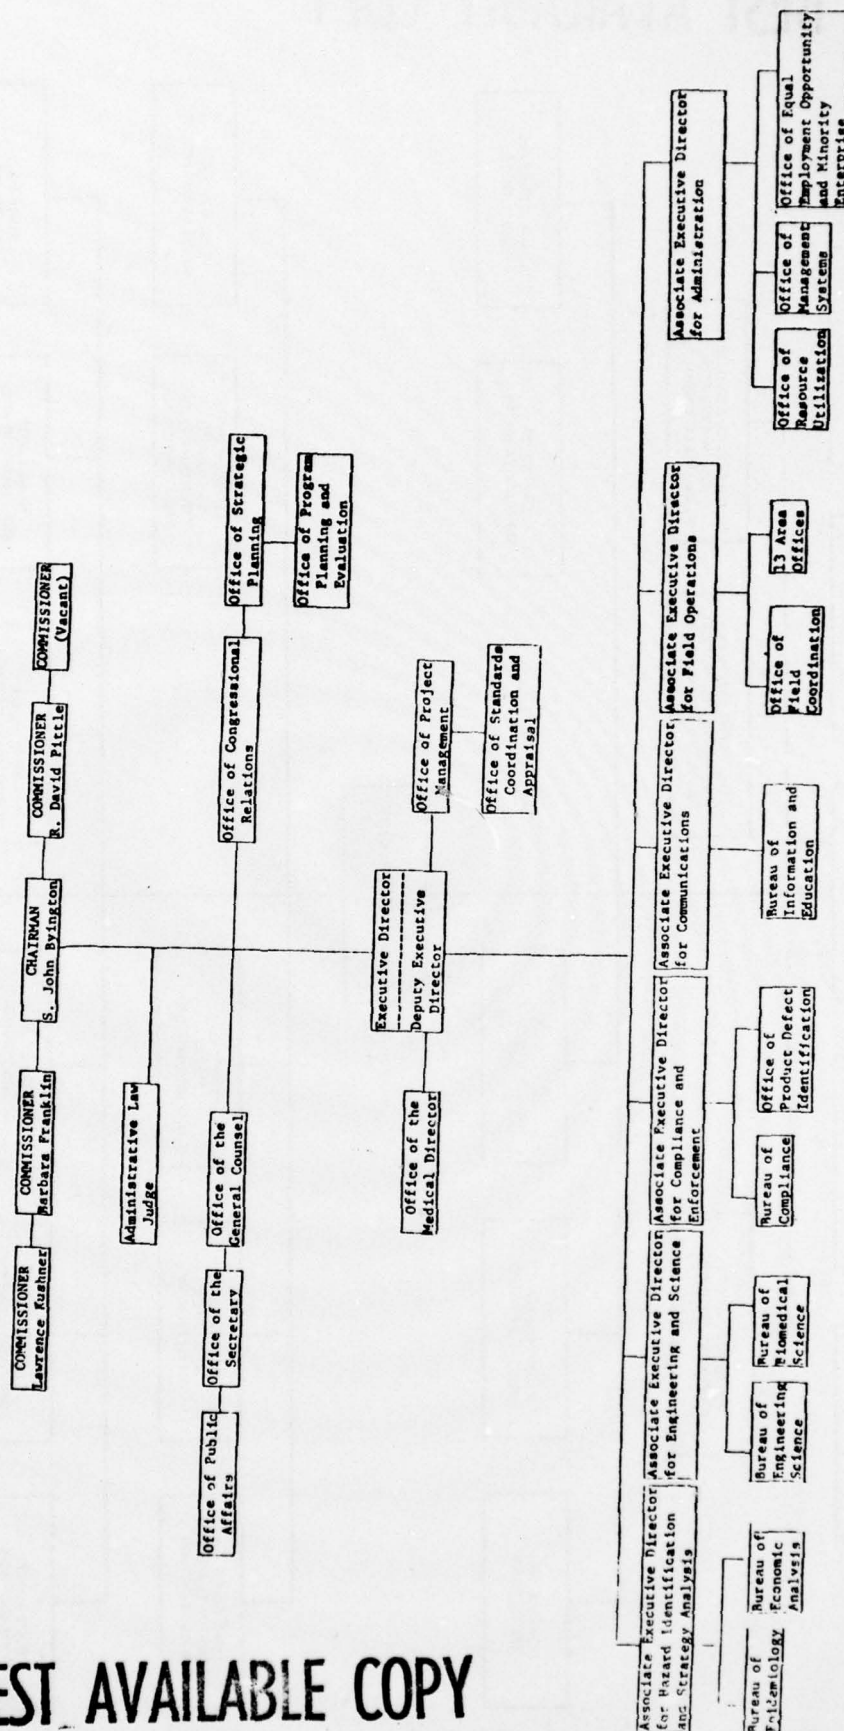 COMMISSIONER
Lawrence Kushner
COMMISSIONER
Barbara Franklin
CHAIRMAN
S. John Byington
COMMISSIONER
R. David Pittle
COMMISSIONER
(Vacant)
Administrative Law
Judge
Office of Public
Affairs
Office of the
Secretary
Office of the
General Counsel
Office of Congressional
Relations
Office of Strategic
Planning
Office of Program
Planning and
Evaluation
Office of the
Medical Director
Executive Director
Deputy Executive
Director
Office of Project
Management
Office of Standards
Coordination and
Appraisal
Associate Executive Director
for Hazard Identification
and Strategy Analysis
Bureau of
Epidemiology
Bureau of
Economic
Analysis
Associate Executive Director
for Engineering and Science
Bureau of
Engineering
Science
Bureau of
Biomedical
Science
Associate Executive Director
for Compliance and
Enforcement
Bureau of
Compliance
Office of
Product Defect
Identification
Associate Executive Director
for Communications
Bureau of
Information and
Education
Associate Executive Director
for Field Operations
Office of
Field
Coordination
13 Area
Offices
Associate Executive Director
for Administration
Office of
Resource
Utilization
Office of
Management
Systems
Office of Equal
Employment Opportunity
and Minority
Enterprise
EST AVAILABLE COPY